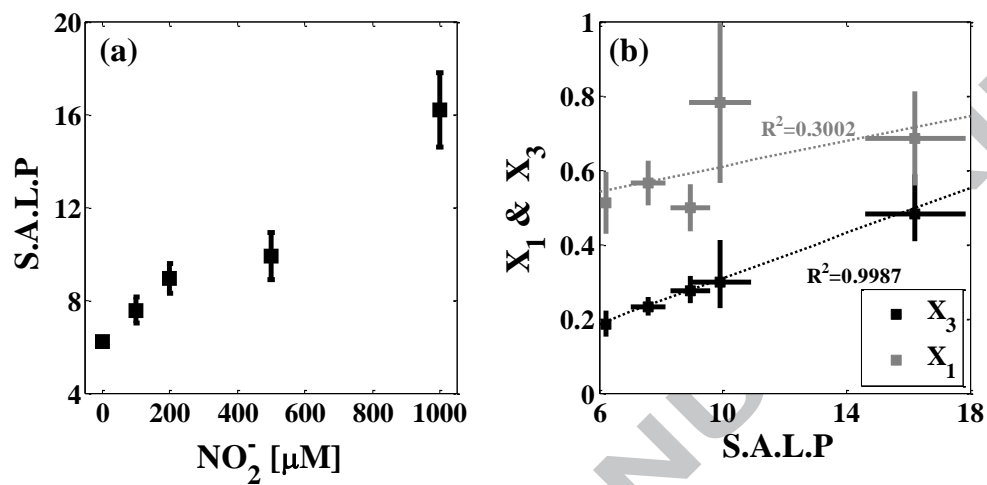 (a)
20
16
12
8
4
S.A.L.P
0 200 400 600 800 1000
NO₂⁻ [μM]
(b)
1
0.8
0.6
0.4
0.2
0
X₁ & X₃
R²=0.3002
R²=0.9987
X₃
X₁
6 10 14 18
S.A.L.P